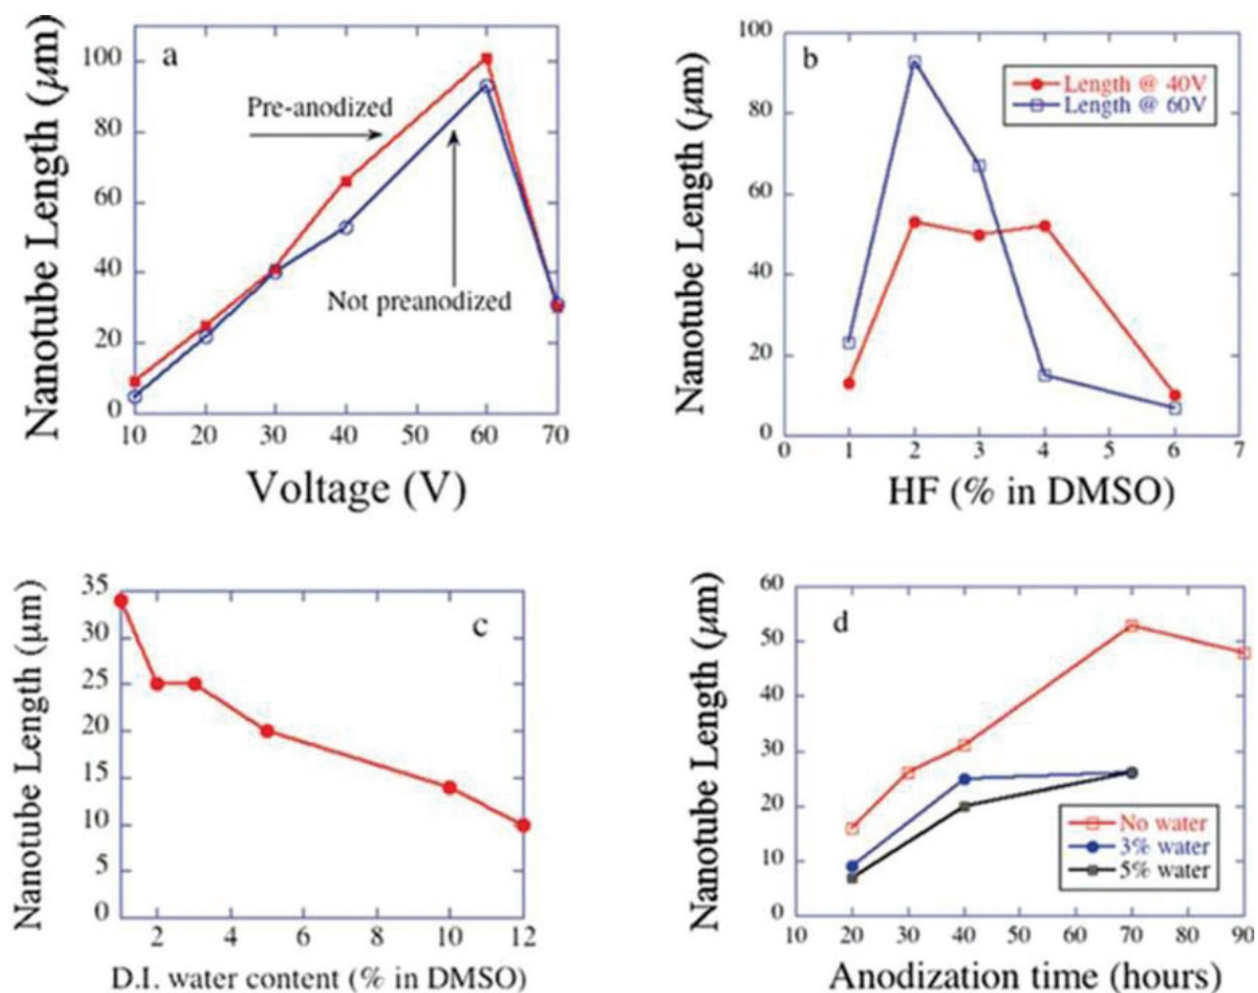 a
Nanotube Length (μm)
100
80
60
40
20
0
Pre-anodized
Not preanodized
10 20 30 40 50 60 70
Voltage (V)
b
Nanotube Length (μm)
100
80
60
40
20
0
Length @ 40V
Length @ 60V
0 1 2 3 4 5 6 7
HF (% in DMSO)
c
Nanotube Length (μm)
35
30
25
20
15
10
5
0
2 4 6 8 10 12
D.I. water content (% in DMSO)
d
Nanotube Length (μm)
60
50
40
30
20
10
0
No water
3% water
5% water
10 20 30 40 50 60 70 80 90
Anodization time (hours)